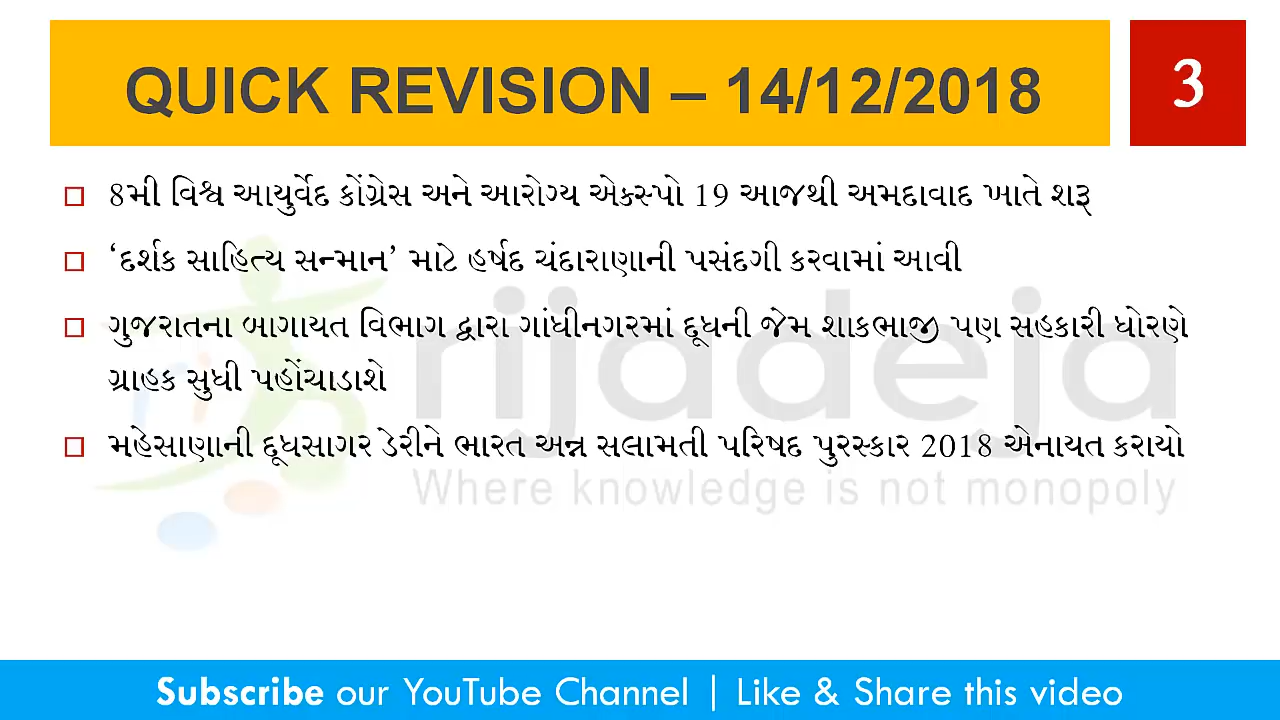 QUICK REVISION – 14/12/2018
3
8મી વિશ્વ આયુર્વેદ કોંગ્રેસ અને આરોગ્ય એક્સ્પો 19 આજથી અમદાવાદ ખાતે શરૂ
‘દર્શક સાહિત્ય સન્માન’ માટે હર્ષદ ચંદારાણાની પસંદગી કરવામાં આવી
ગુજરાતના બાગાયત વિભાગ દ્વારા ગાંધીનગરમાં દૂધની જેમ શાકભાજી પણ સહકારી ધોરણે
ગ્રાહક સુધી પહોંચાડાશે
મહેસાણાની દૂધસાગર ડેરીને ભારત અન્ન સલામતી પરિષદ પુરસ્કાર 2018 એનાયત કરાયો
rijadeja
Where knowledge is not monopoly
Subscribe our YouTube Channel | Like & Share this video